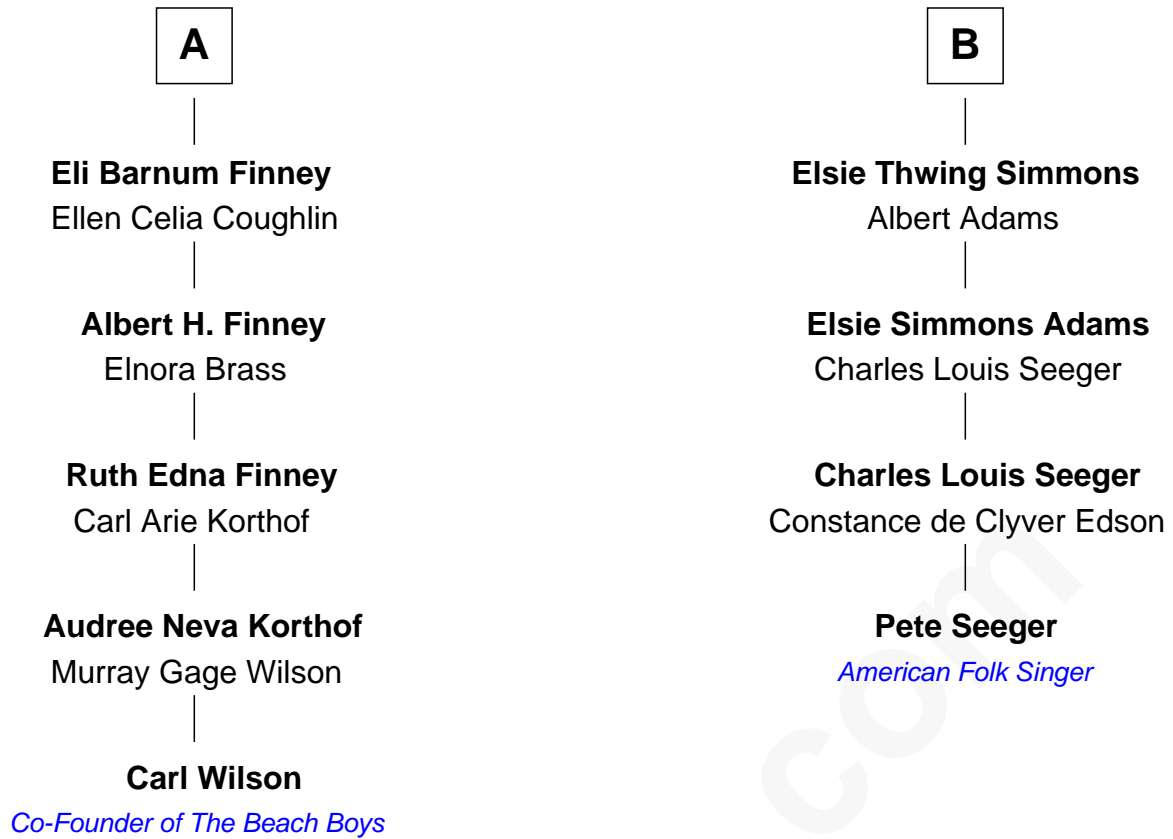 A
Eli Barnum Finney
Ellen Celia Coughlin
Albert H. Finney
Elnora Brass
Ruth Edna Finney
Carl Arie Korthof
Audree Neva Korthof
Murray Gage Wilson
Carl Wilson
Co-Founder of The Beach Boys
B
Elsie Thwing Simmons
Albert Adams
Elsie Simmons Adams
Charles Louis Seeger
Charles Louis Seeger
Constance de Clyver Edson
Pete Seeger
American Folk Singer
com